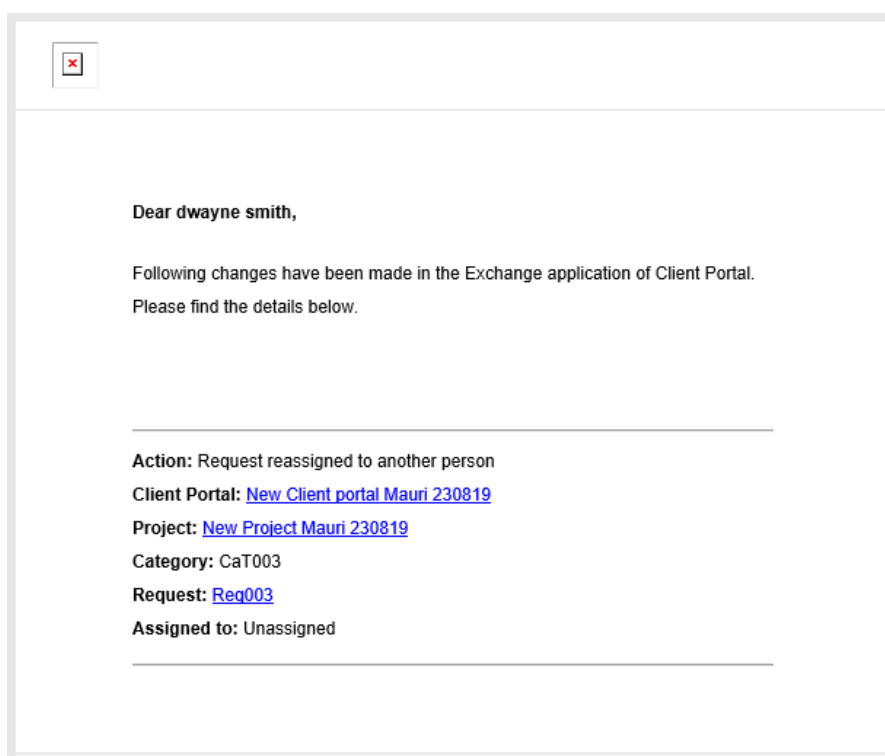 Dear dwayne smith,
Following changes have been made in the Exchange application of Client Portal.
Please find the details below.
Action: Request reassigned to another person
Client Portal: New Client portal Mauri 230819
Project: New Project Mauri 230819
Category: CaT003
Request: Req003
Assigned to: Unassigned